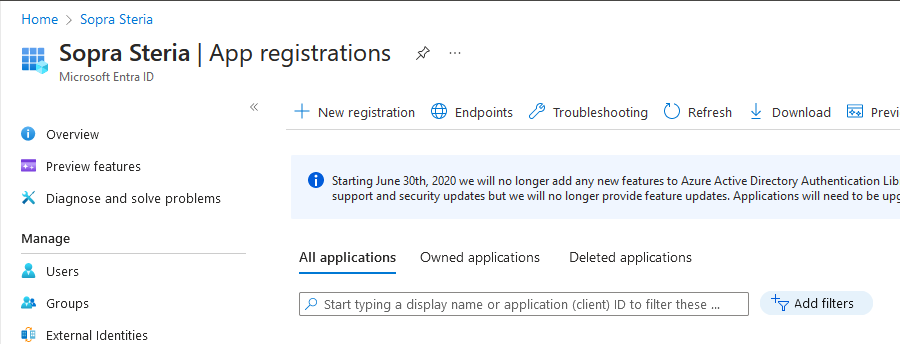 Home > Sopra Steria
Sopra Steria | App registrations
Microsoft Entra ID
«
New registration Endpoints Troubleshooting Refresh Download
Overview
Preview features
Diagnose and solve problems
Starting June 30th, 2020 we will no longer add any new features to Azure Active Directory Authentication
support and security updates but we will no longer provide feature updates. Applications will need to be
Manage
Users
Groups
External Identities
All applications Owned applications Deleted applications
Start typing a display name or application (client) ID to filter these ...
Add filters